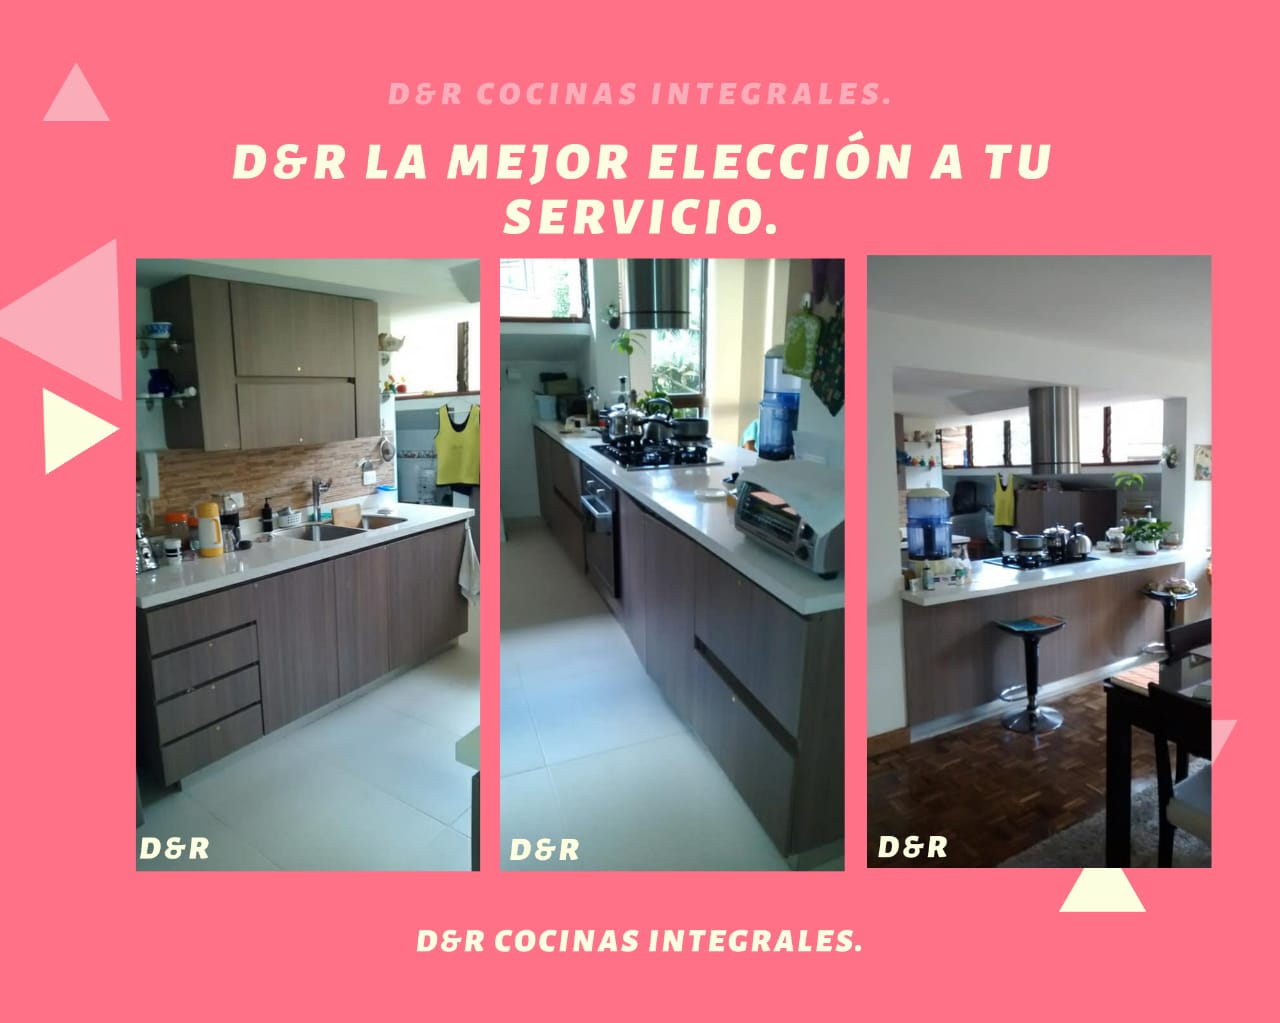 D&R COCINAS INTEGRALES.
D&R LA MEJOR ELECCIÓN A TU
SERVICIO.
D&R
D&R
D&R
D&R COCINAS INTEGRALES.